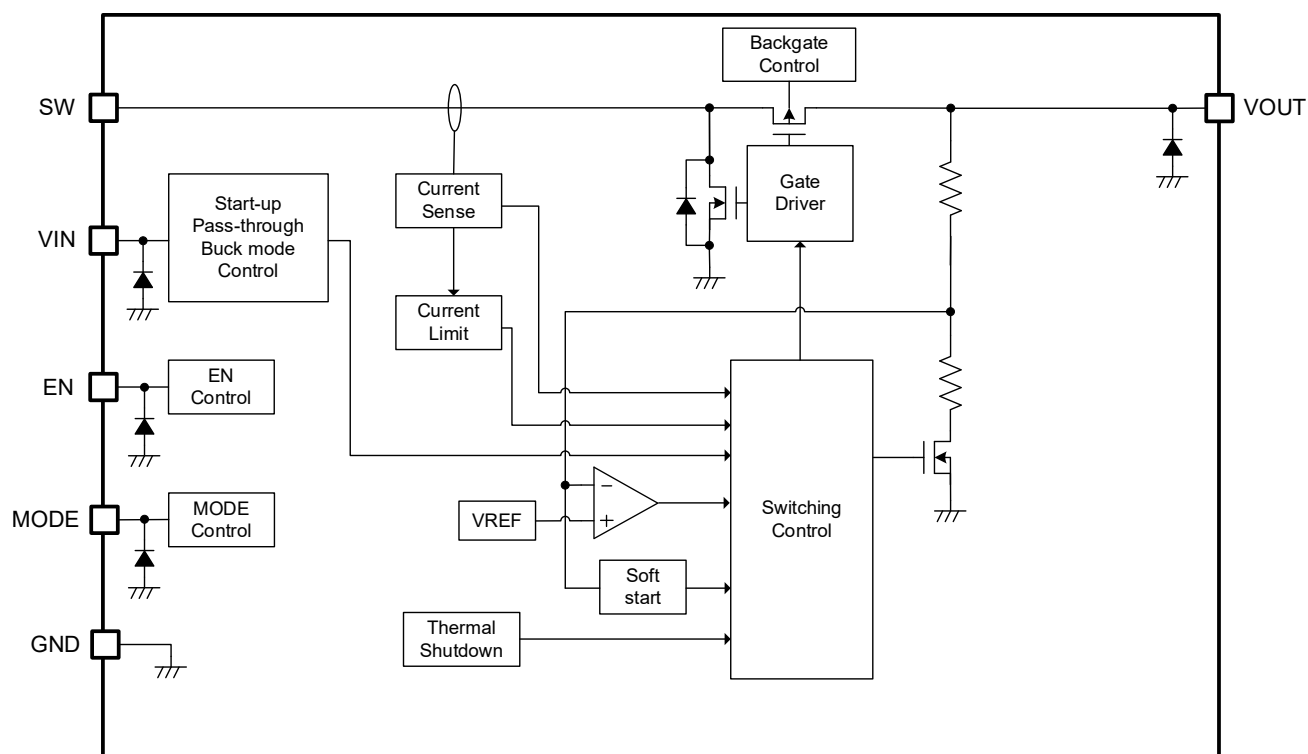 Backgate
Control
SW
VOUT
Start-up
Pass-through
Buck mode
Control
Current
Sense
Gate
Driver
VIN
Current
Limit
EN
EN
Control
MODE
MODE
Control
VREF
−
+
Switching
Control
Soft
start
GND
Thermal
Shutdown